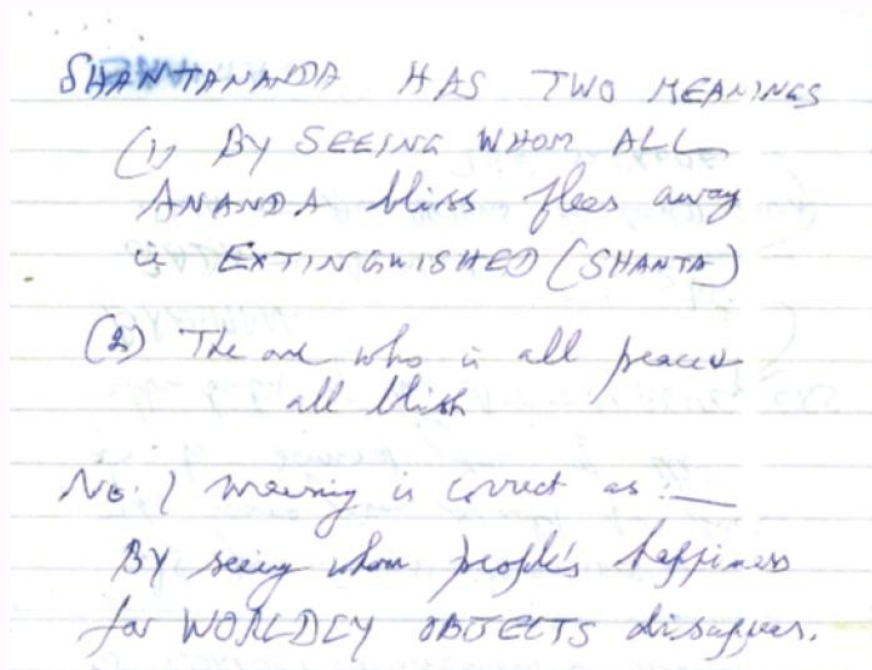 SHANTANANDA HAS TWO MEANINGS
(1) BY SEEING WHOM ALL
ANANDA bliss flees away
is EXTINGUISHED (SHANTA)
(2) The one who is all peace &
all bliss
No. 1 meaning is correct as :—
BY seeing whom people's happiness
for WORLDLY OBJECTS disappears.